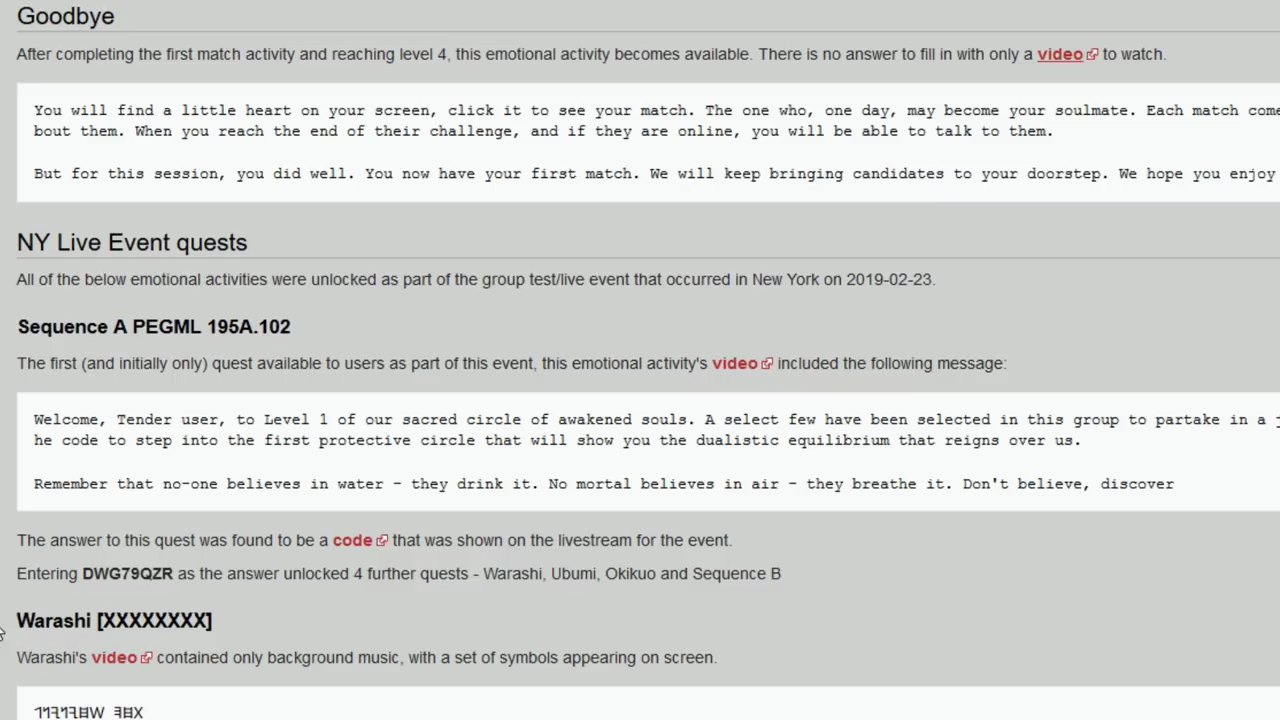 Goodbye
After completing the first match activity and reaching level 4, this emotional activity becomes available. There is no answer to fill in with only a video to watch.
You will find a little heart on your screen, click it to see your match. The one who, one day, may become your soulmate. Each match come
bout them. When you reach the end of their challenge, and if they are online, you will be able to talk to them.
But for this session, you did well. You now have your first match. We will keep bringing candidates to your doorstep. We hope you enjoy
NY Live Event quests
All of the below emotional activities were unlocked as part of the group test/live event that occurred in New York on 2019-02-23.
Sequence A PEGML 195A.102
The first (and initially only) quest available to users as part of this event, this emotional activity's video included the following message:
Welcome, Tender user, to Level 1 of our sacred circle of awakened souls. A select few have been selected in this group to partake in a
he code to step into the first protective circle that will show you the dualistic equilibrium that reigns over us.
Remember that no-one believes in water - they drink it. No mortal believes in air - they breathe it. Don't believe, discover
The answer to this quest was found to be a code that was shown on the livestream for the event.
Entering DWG79QZR as the answer unlocked 4 further quests - Warashi, Ubumi, Okikuo and Sequence B
Warashi [XXXXXXXX]
Warashi's video contained only background music, with a set of symbols appearing on screen.